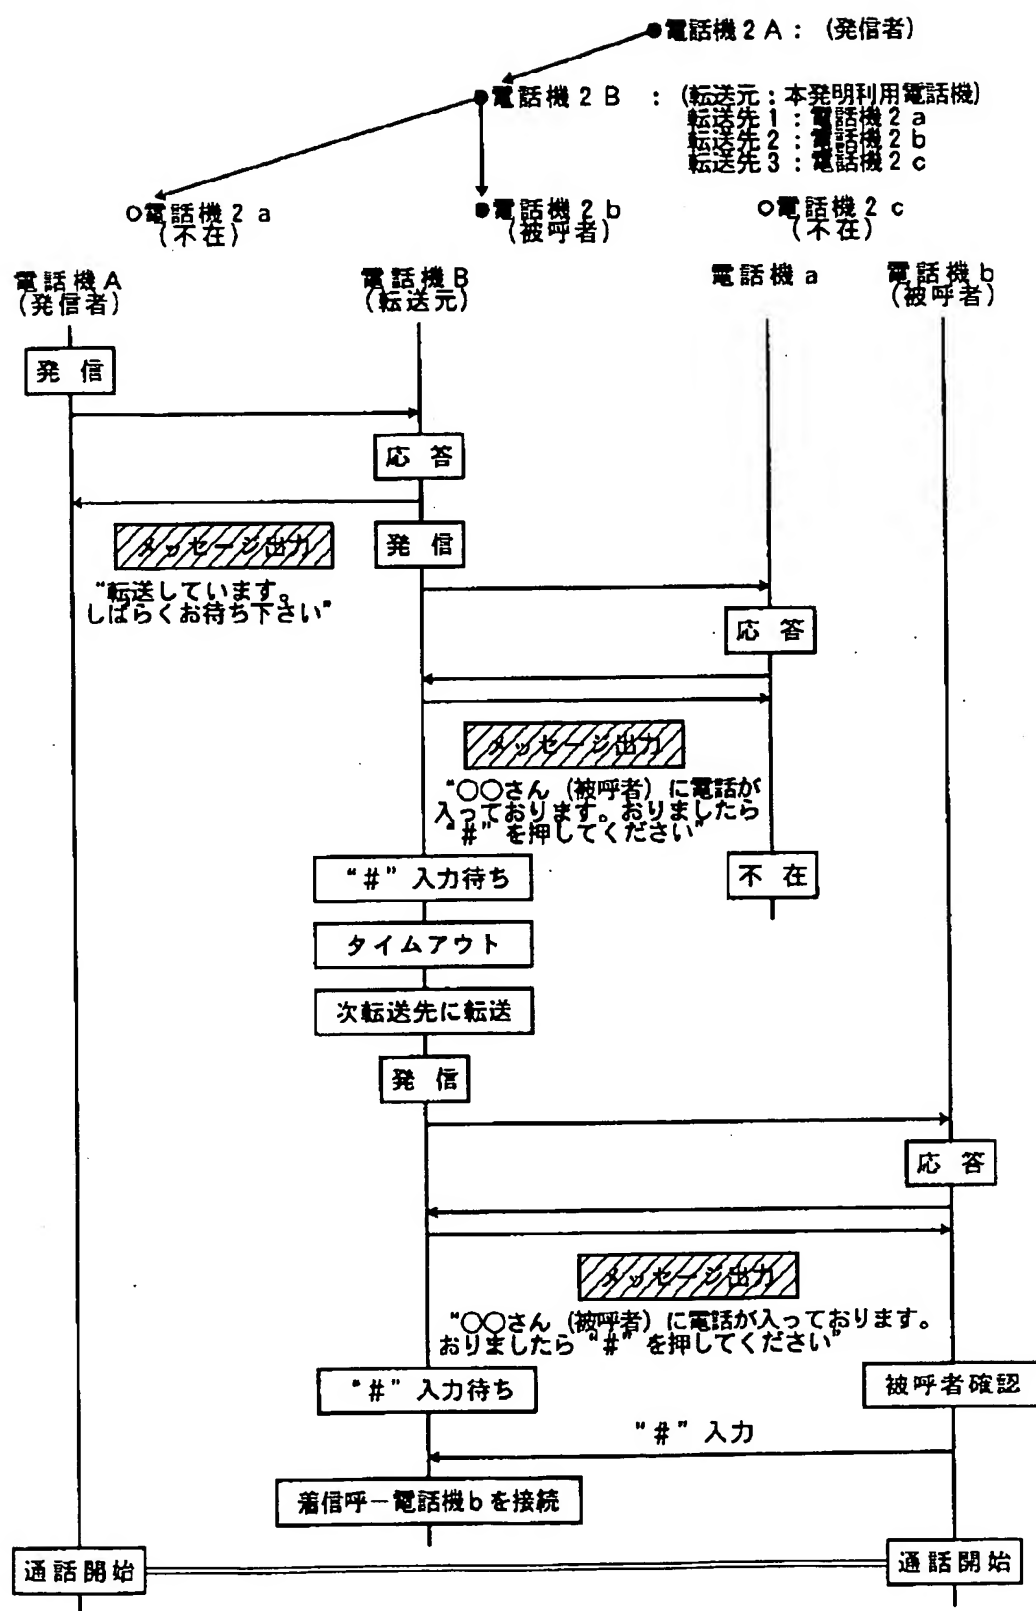 電話機2A：（発信者）
電話機2B ：（転送元：本発明利用電話機）
転送先1：電話機2a
転送先2：電話機2b
転送先3：電話機2c
電話機2a
（不在）
電話機2b
（被呼者）
電話機2c
（不在）
電話機A
（発信者）
電話機B
（転送元）
電話機a
電話機b
（被呼者）
発信
応答
メッセージ出力
発信
"転送しています。
しばらくお待ち下さい"
応答
メッセージ出力
"○○さん（被呼者）に電話が
入っております。おりましたら
"#"を押してください"
"#"入力待ち
不在
タイムアウト
次転送先に転送
発信
応答
メッセージ出力
"○○さん（被呼者）に電話が入っております。
おりましたら"#"を押してください"
"#"入力待ち
被呼者確認
"#"入力
着信呼－電話機bを接続
通話開始
通話開始